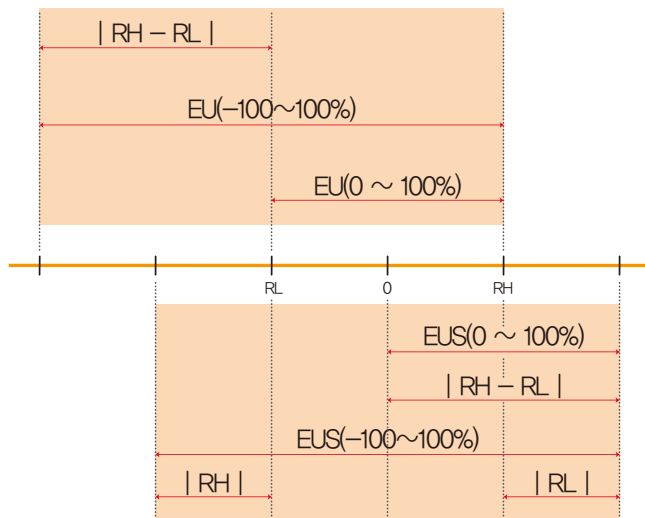 | RH − RL |
EU(−100～100%)
EU(0 ～ 100%)
RL 0 RH
EUS(0 ～ 100%)
| RH − RL |
EUS(−100～100%)
| RH | | RL |